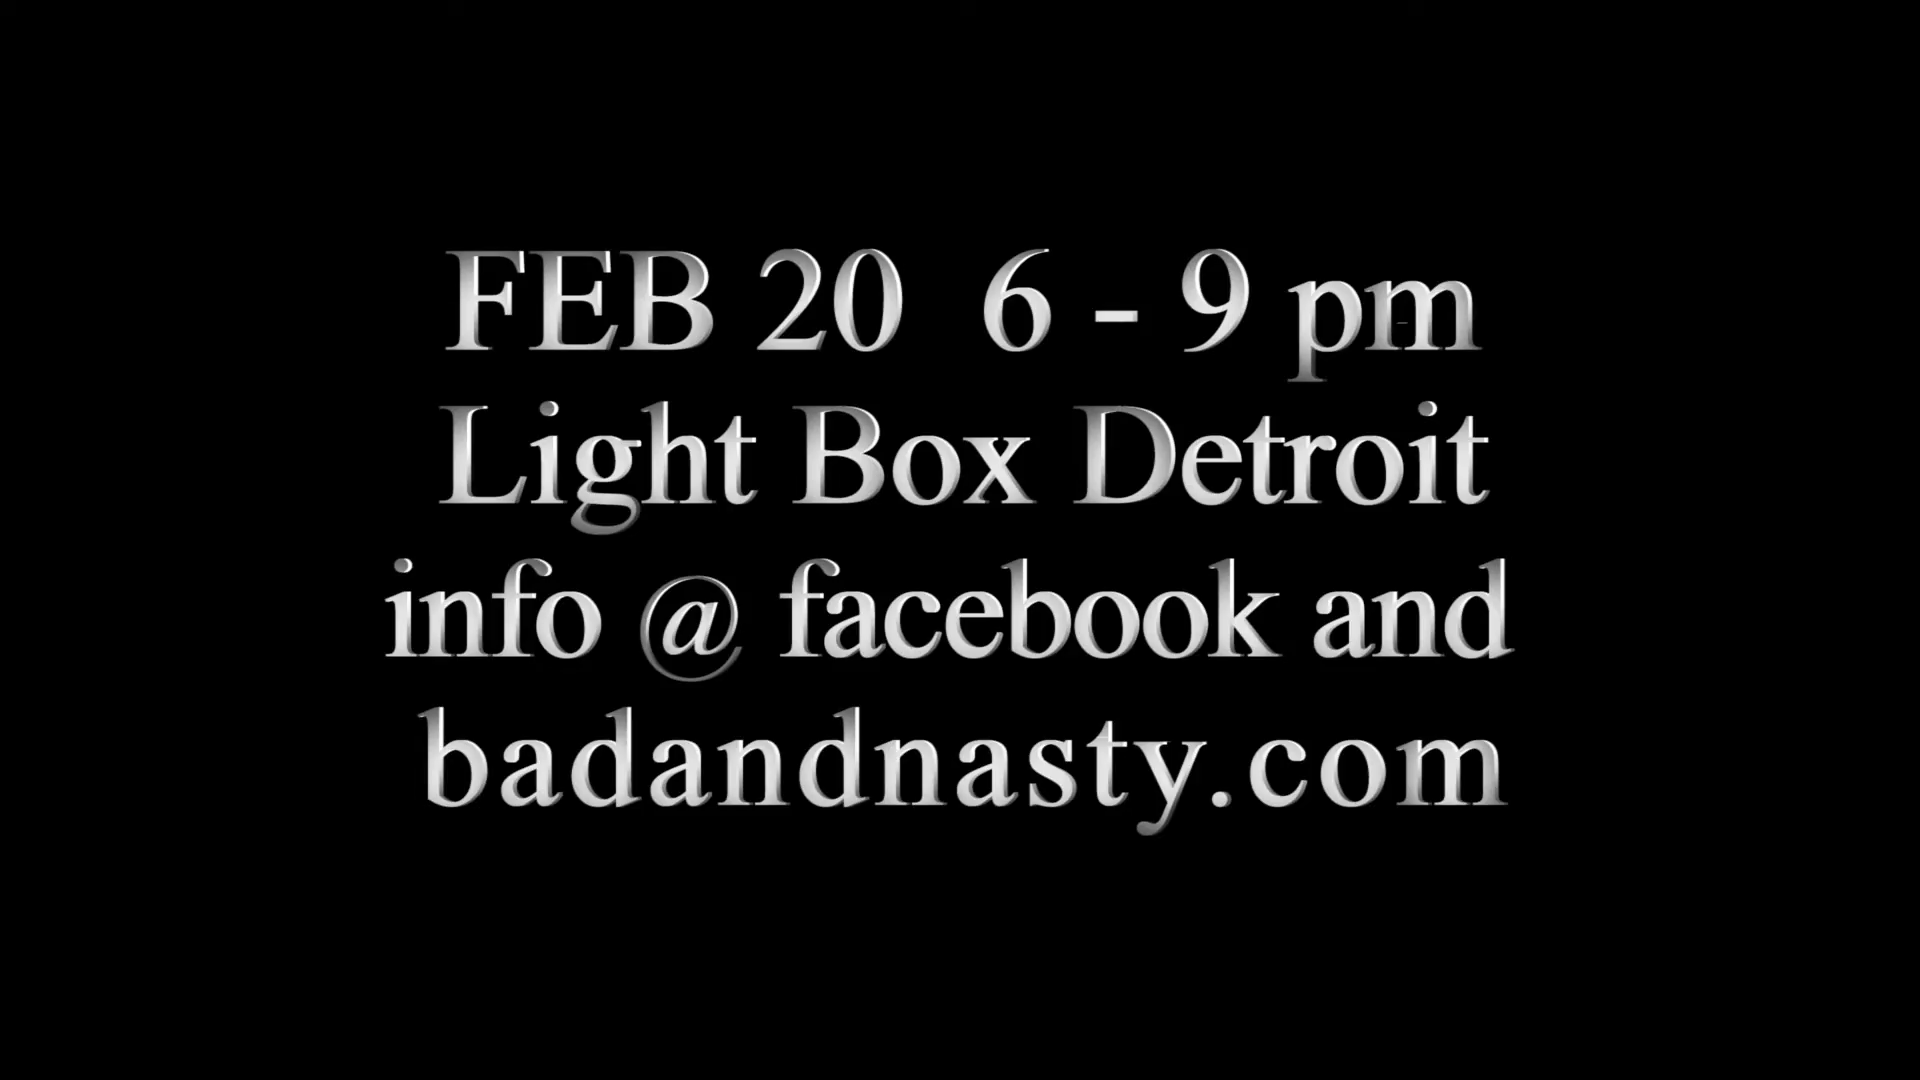 FEB 20  6 - 9 pm
Light Box Detroit
info @ facebook and
badandnasty.com